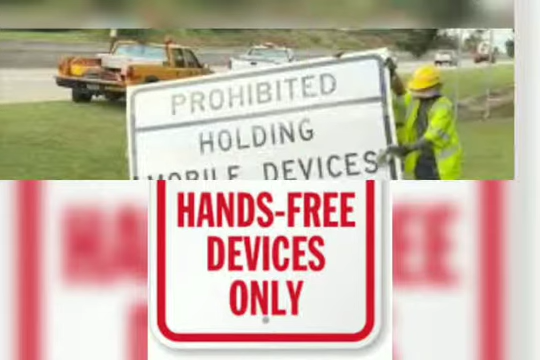 PROHIBITED
HOLDING
MOBILE DEVICES
HANDS-FREE
DEVICES
ONLY